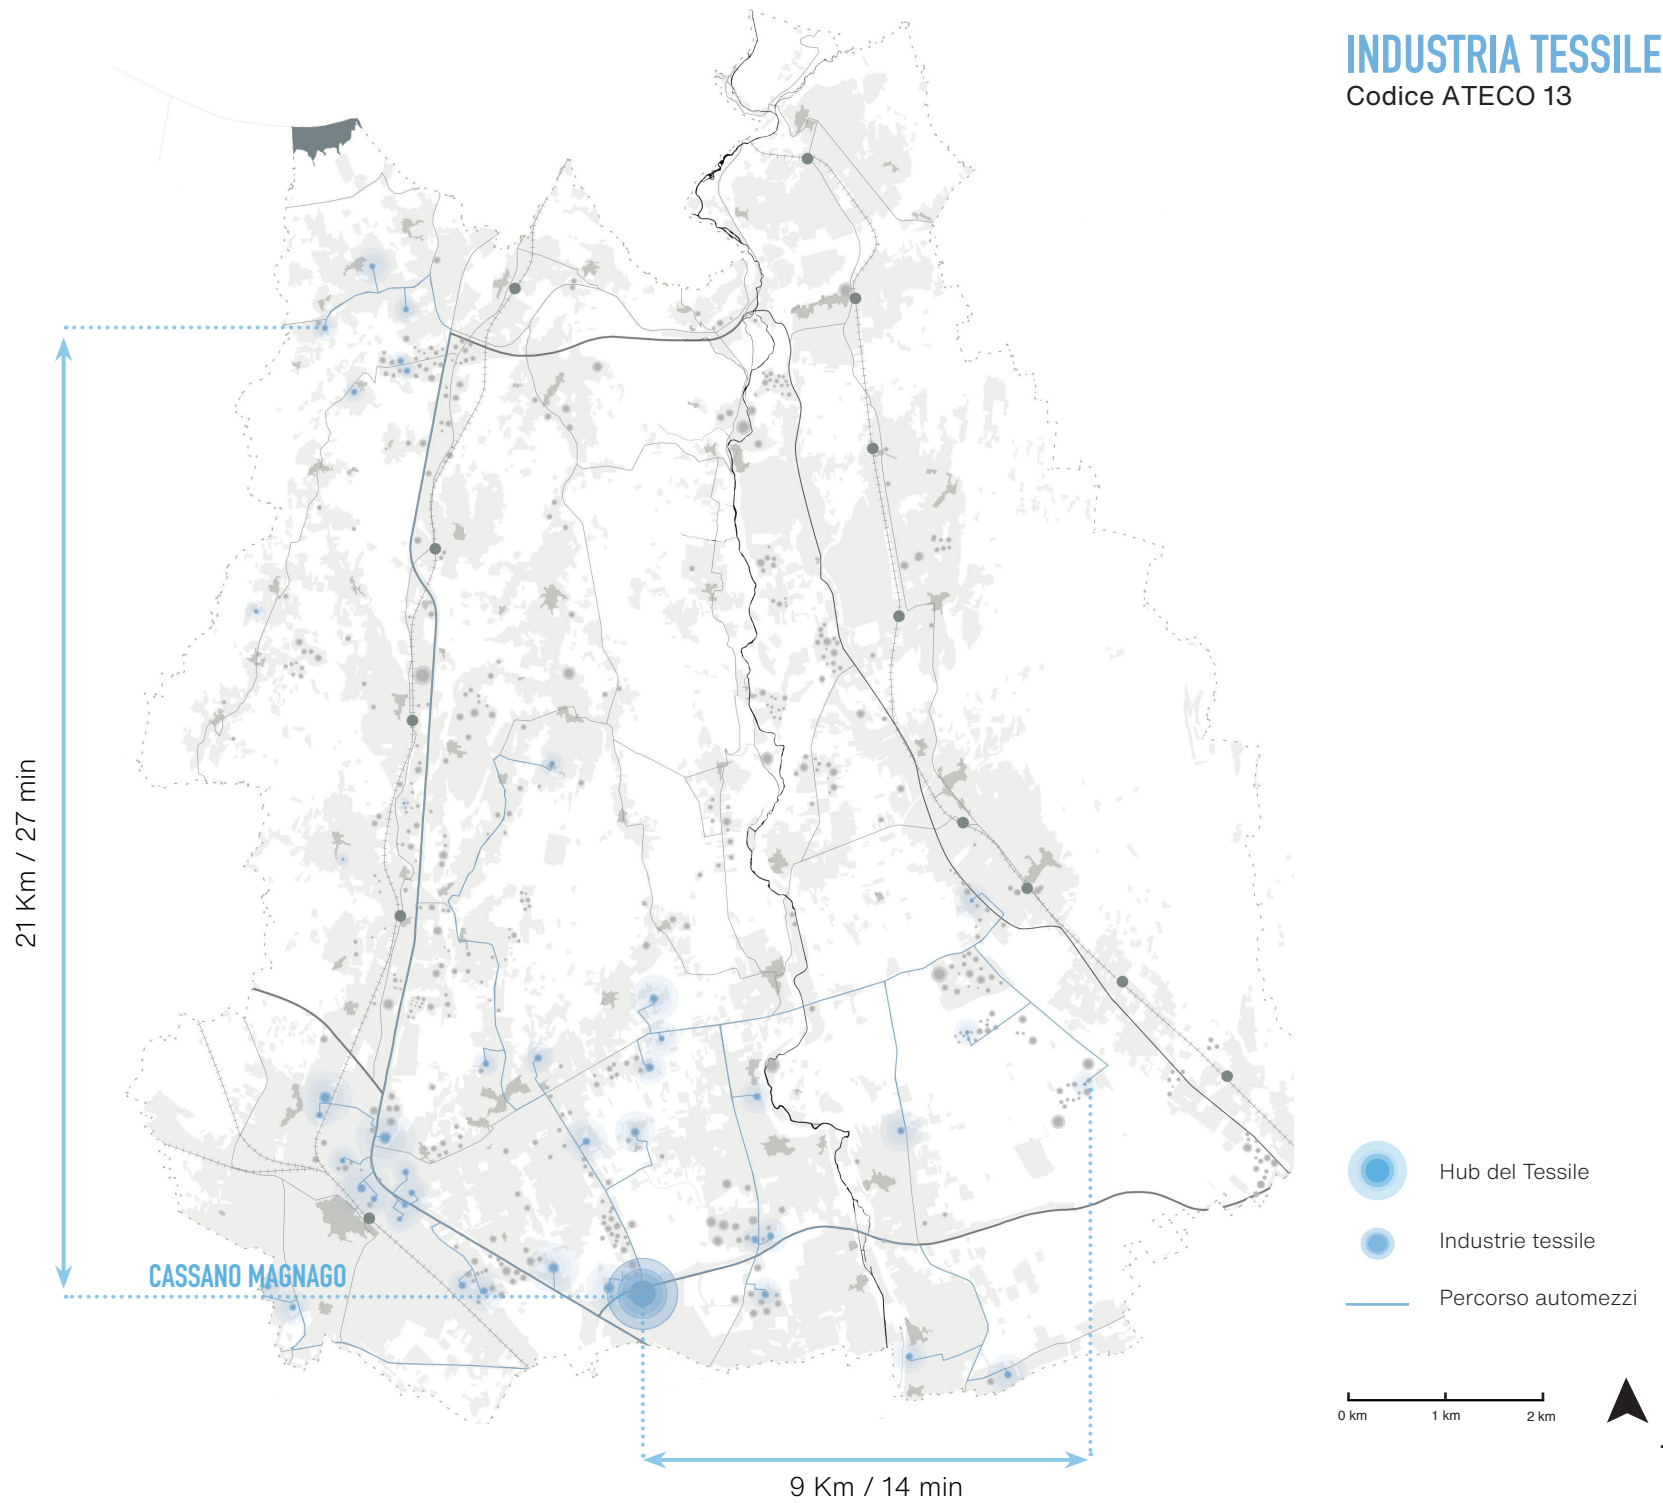 INDUSTRIA TESSILE
Codice ATECO 13
21 Km / 27 min
CASSANO MAGNAGO
Hub del Tessile
Industrie tessile
Percorso automezzi
0 km
1 km
2 km
9 Km / 14 min